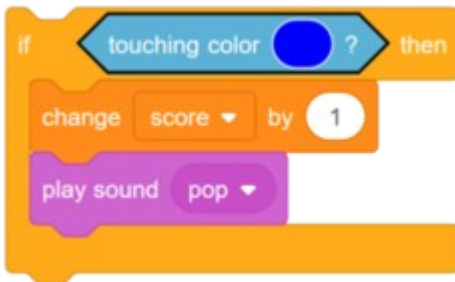 if touching color ? then
change score by 1
play sound pop